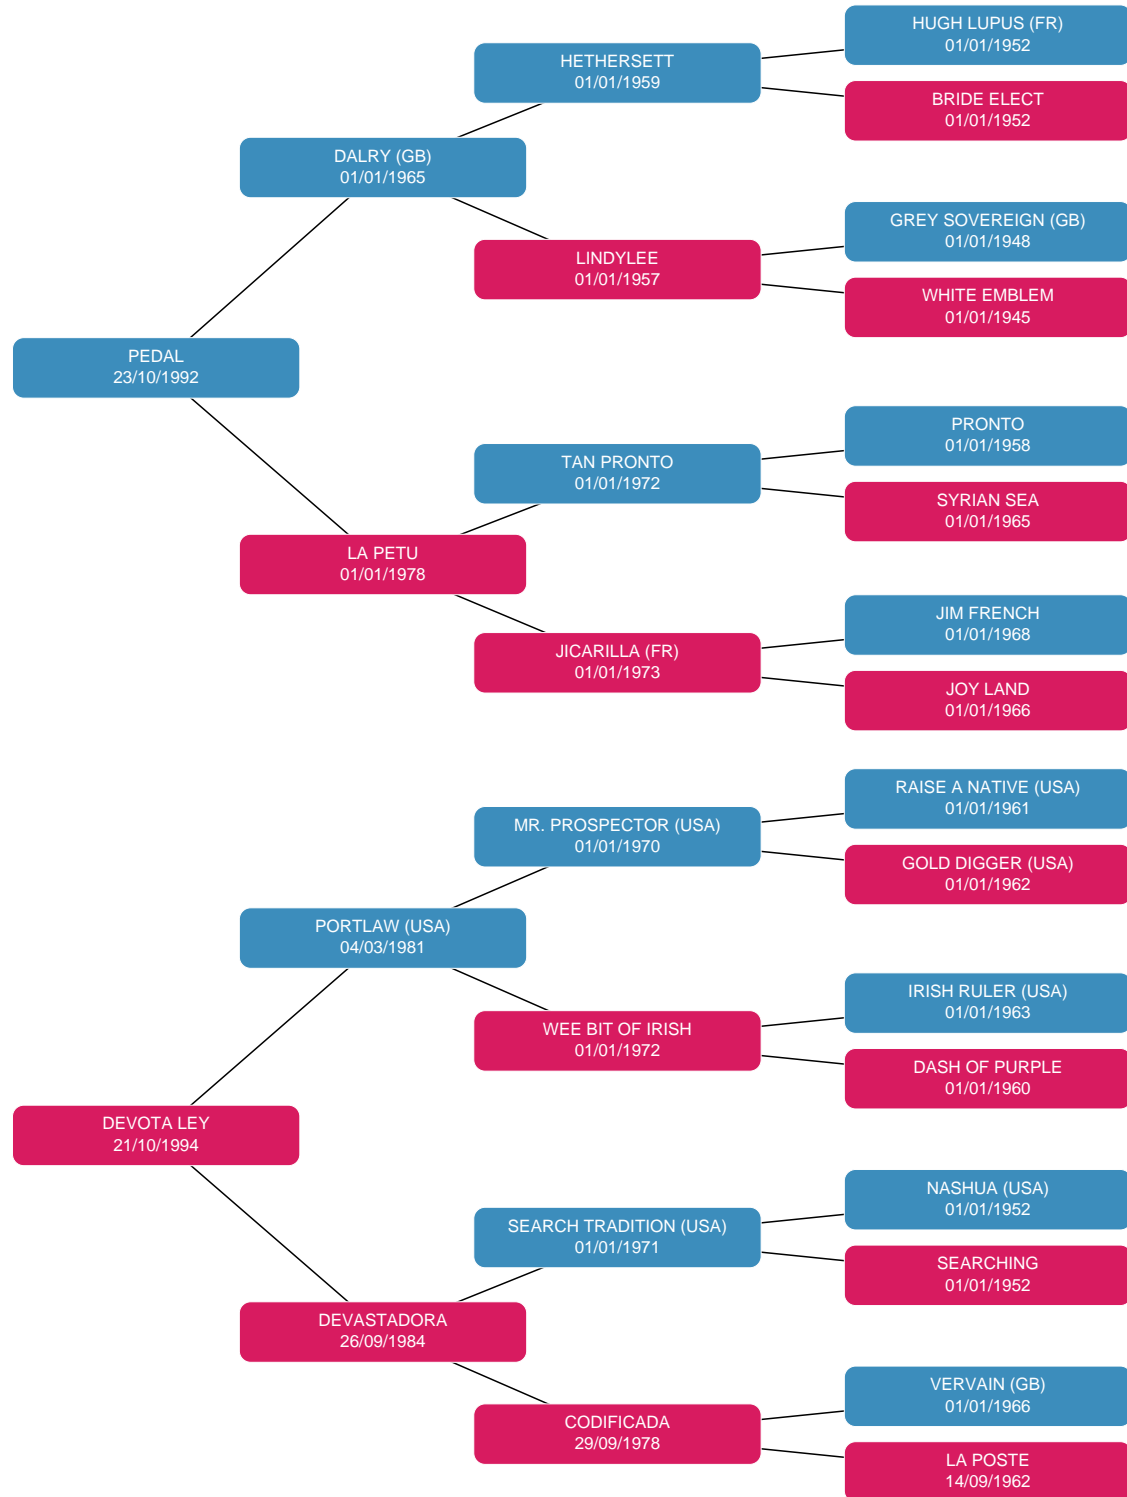 HUGH LUPUS (FR)
01/01/1952
HETHERSETT
01/01/1959
BRIDE ELECT
01/01/1952
DALRY (GB)
01/01/1965
GREY SOVEREIGN (GB)
01/01/1948
LINDYLEE
01/01/1957
WHITE EMBLEM
01/01/1945
PEDAL
23/10/1992
PRONTO
01/01/1958
TAN PRONTO
01/01/1972
SYRIAN SEA
01/01/1965
LA PETU
01/01/1978
JIM FRENCH
01/01/1968
JICARILLA (FR)
01/01/1973
JOY LAND
01/01/1966
RAISE A NATIVE (USA)
01/01/1961
MR. PROSPECTOR (USA)
01/01/1970
GOLD DIGGER (USA)
01/01/1962
PORTLAW (USA)
04/03/1981
IRISH RULER (USA)
01/01/1963
WEE BIT OF IRISH
01/01/1972
DASH OF PURPLE
01/01/1960
DEVOTA LEY
21/10/1994
NASHUA (USA)
01/01/1952
SEARCH TRADITION (USA)
01/01/1971
SEARCHING
01/01/1952
DEVASTADORA
26/09/1984
VERVAIN (GB)
01/01/1966
CODIFICADA
29/09/1978
LA POSTE
14/09/1962